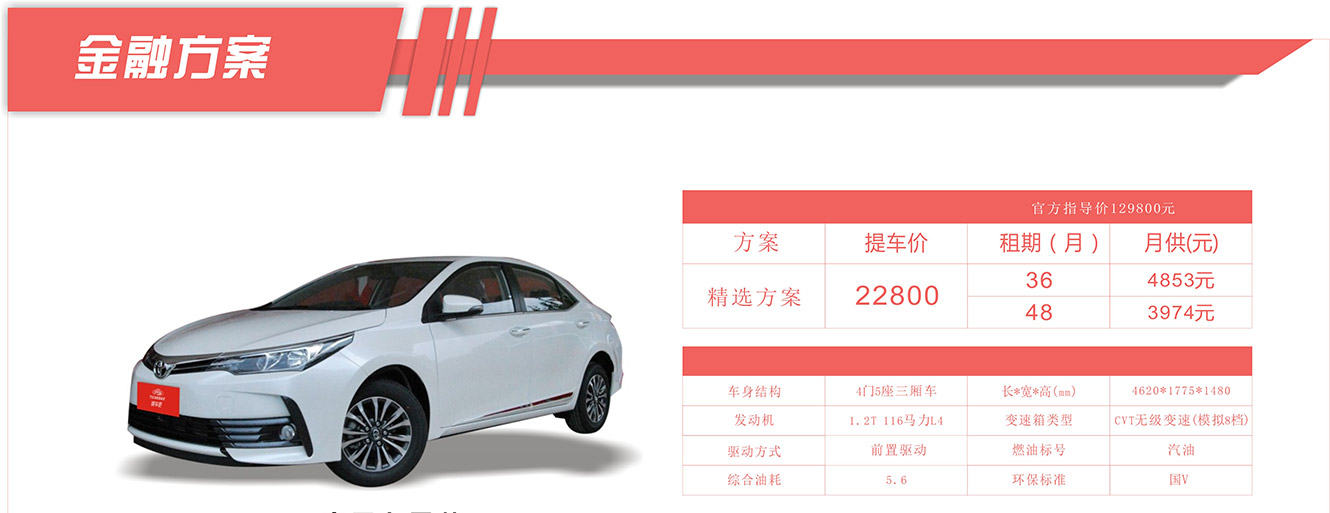 金融方案
官方指导价129800元
方案 提车价 租期(月) 月供(元)
精选方案 22800 36 4853元
48 3974元
车身结构 4门5座三厢车 长*宽*高(mm) 4620*1775*1480
发动机 1.2T 116马力L4 变速箱类型 CVT无级变速(模拟8档)
驱动方式 前置驱动 燃油标号 汽油
综合油耗 5.6 环保标准 国V